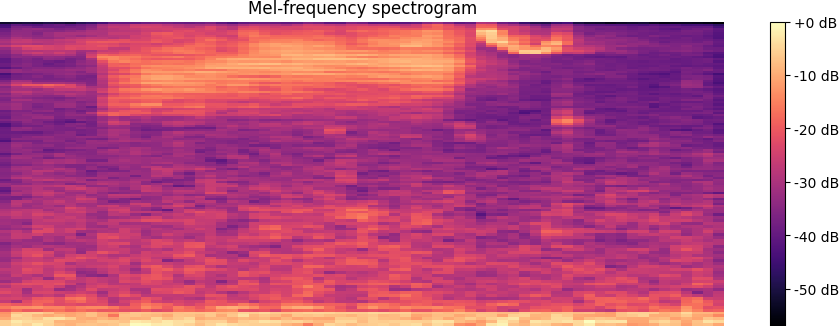 Mel-frequency spectrogram
+0 dB
-10 dB
-20 dB
-30 dB
-40 dB
-50 dB